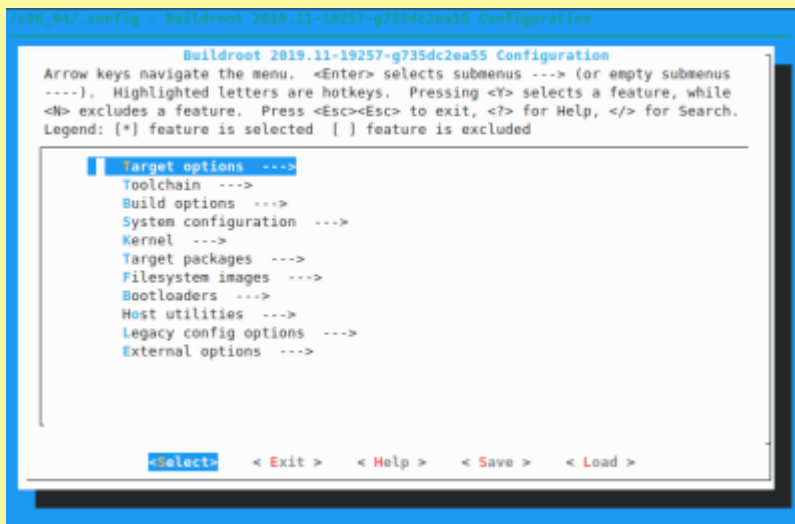 /x86_64/.config - Buildroot 2019.11-19257-g735dc2ea55 Configuration
Buildroot 2019.11-19257-g735dc2ea55 Configuration
Arrow keys navigate the menu. <Enter> selects submenus ---> (or empty submenus
----). Highlighted letters are hotkeys. Pressing <Y> selects a feature, while
<N> excludes a feature. Press <Esc><Esc> to exit, <?> for Help, </> for Search.
Legend: [*] feature is selected [ ] feature is excluded
Target options --->
Toolchain --->
Build options --->
System configuration --->
Kernel --->
Target packages --->
Filesystem images --->
Bootloaders --->
Host utilities --->
Legacy config options --->
External options --->
<Select> < Exit > < Help > < Save > < Load >